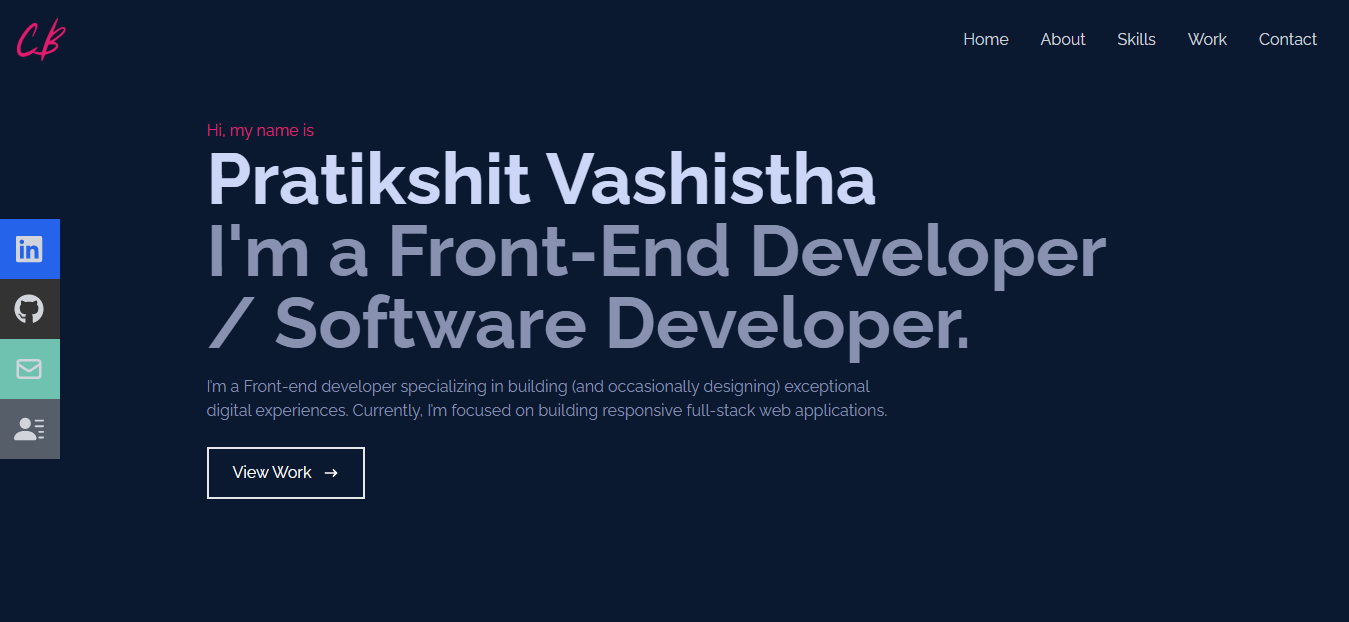 CB
Home About Skills Work Contact
Hi, my name is
Pratikshit Vashistha
I'm a Front-End Developer
/ Software Developer.
I'm a Front-end developer specializing in building (and occasionally designing) exceptional
digital experiences. Currently, I'm focused on building responsive full-stack web applications.
in
View Work →